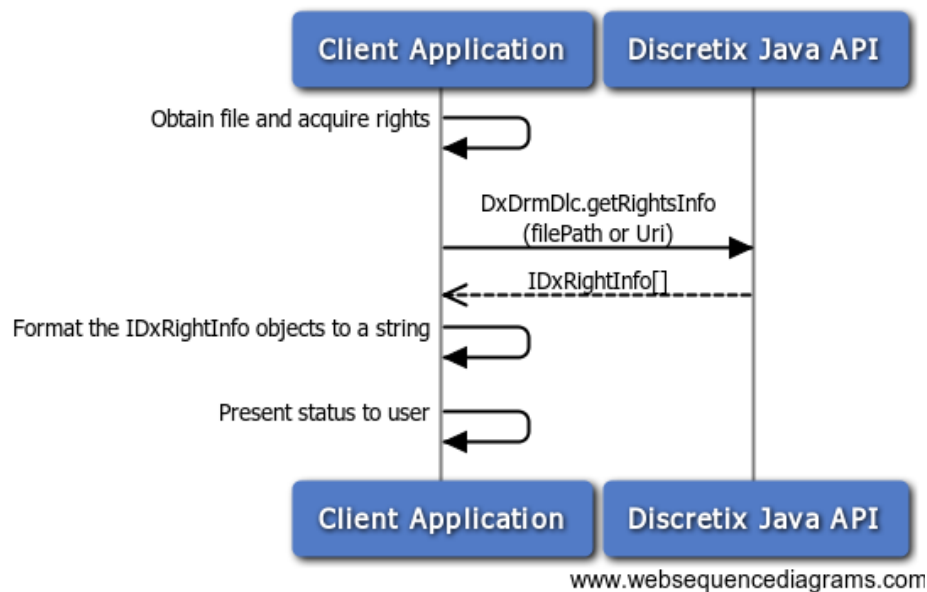 Client Application
Discretix Java API
Obtain file and acquire rights
DxDrmDlc.getRightsInfo
(filePath or Uri)
IDxRightInfo[]
Format the IDxRightInfo objects to a string
Present status to user
Client Application
Discretix Java API
www.websequencediagrams.com